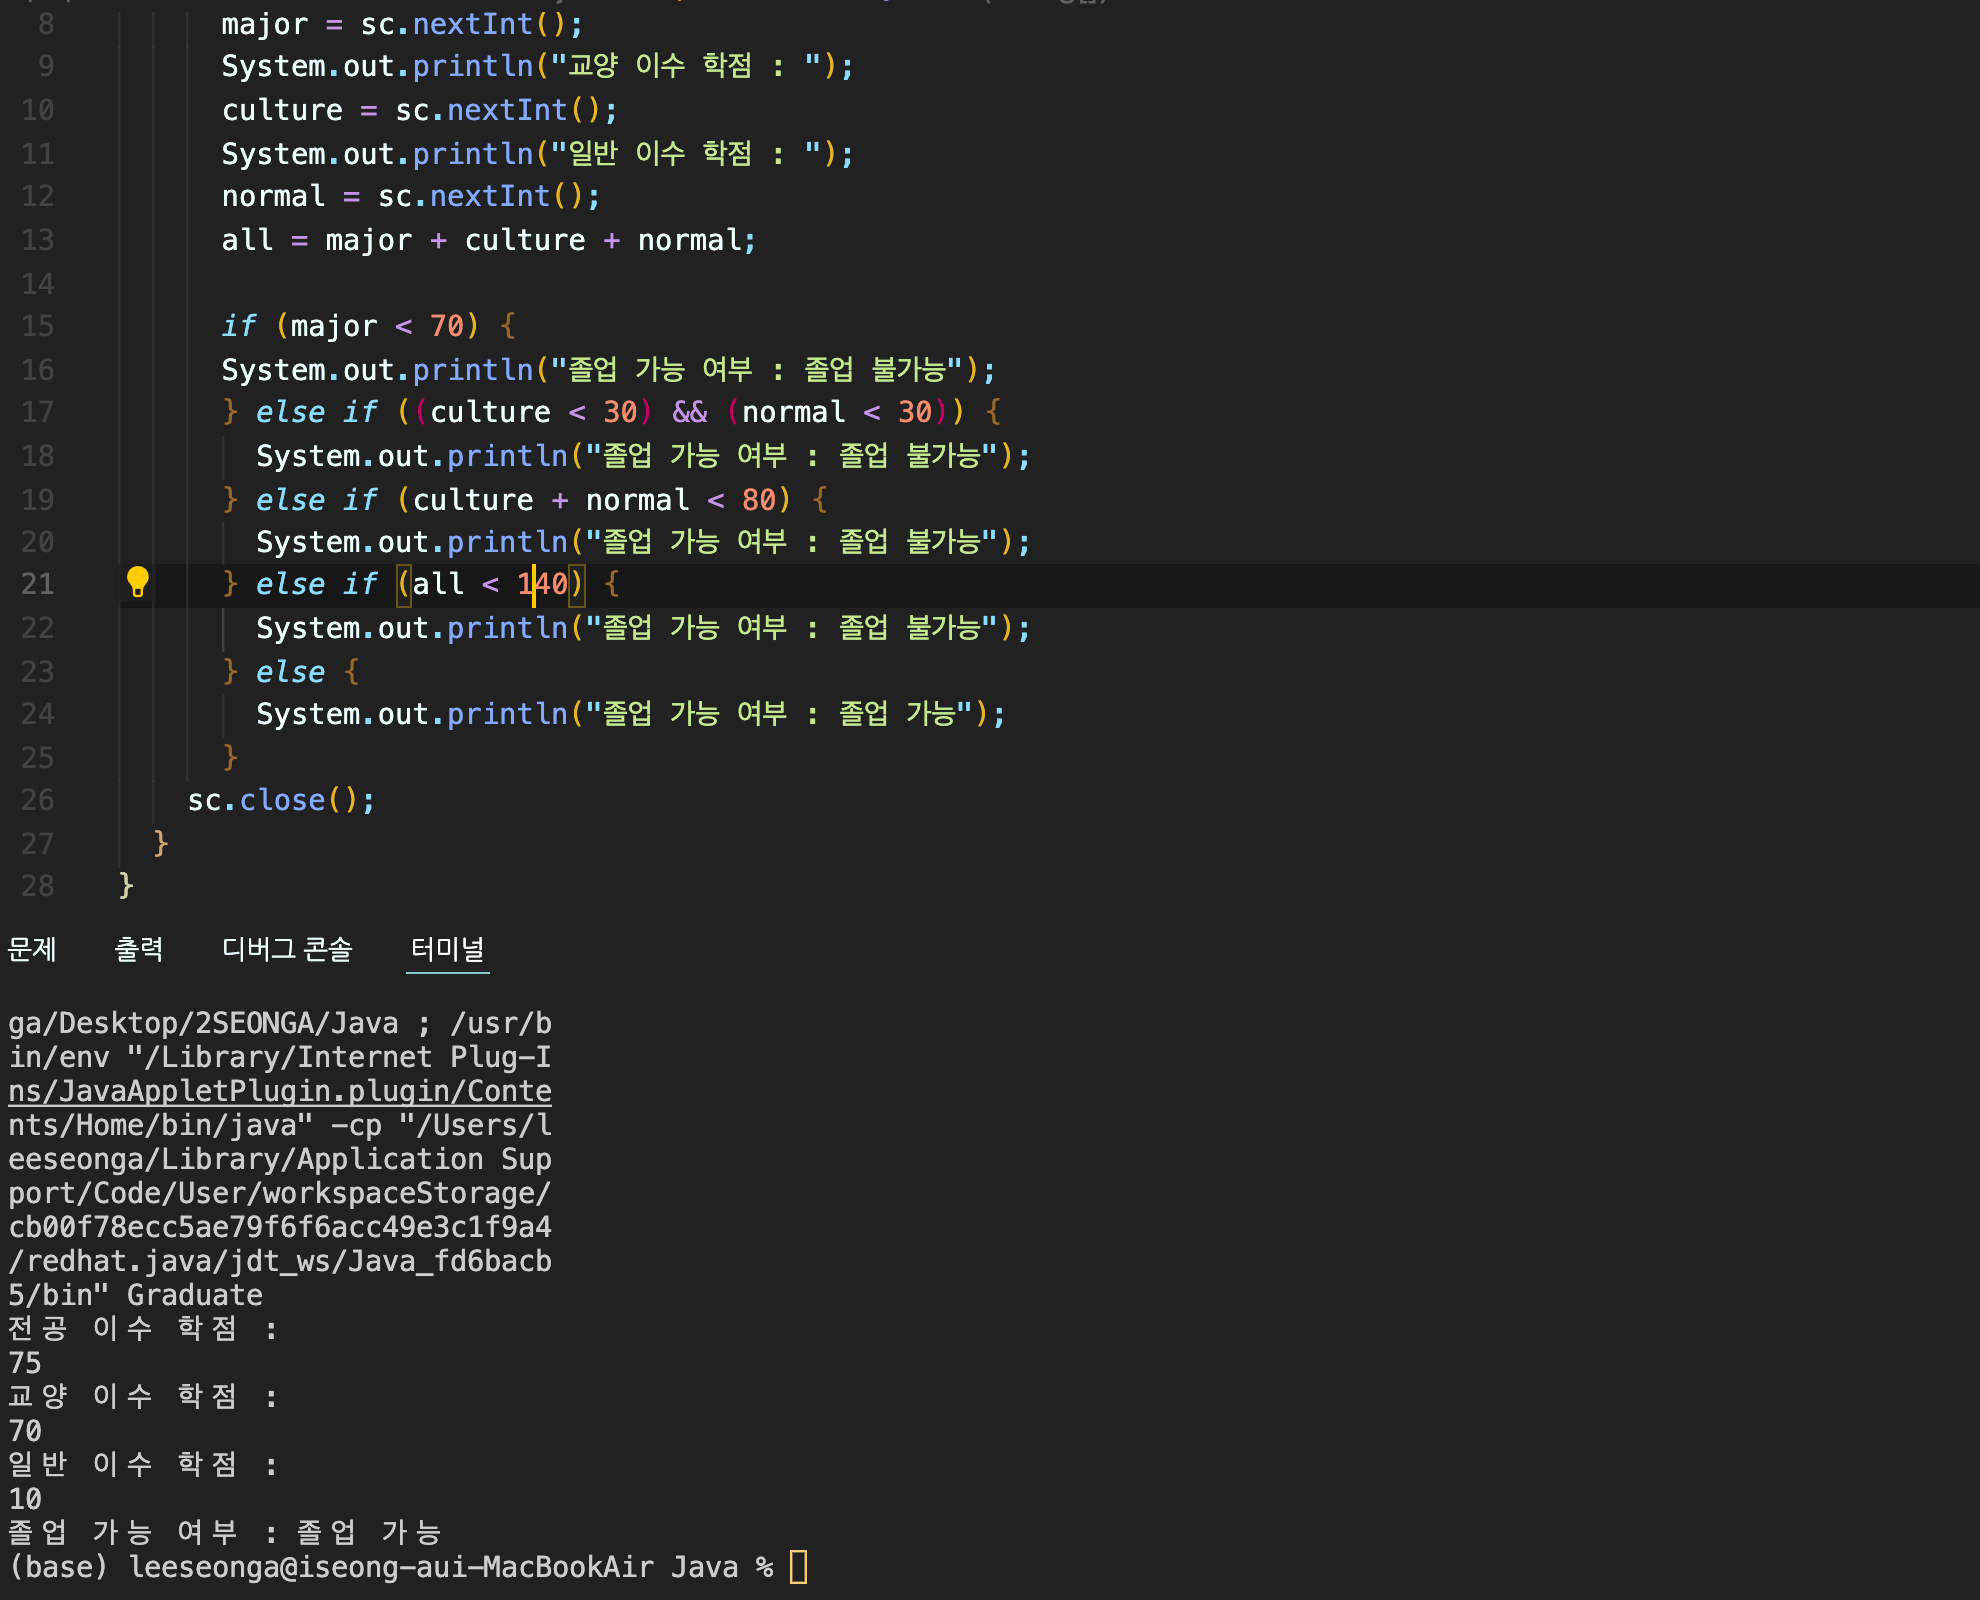 8 major = sc.nextInt();
9 System.out.println("교양 이수 학점 : ");
10 culture = sc.nextInt();
11 System.out.println("일반 이수 학점 : ");
12 normal = sc.nextInt();
13 all = major + culture + normal;
14
15 if (major < 70) {
16 System.out.println("졸업 가능 여부 : 졸업 불가능");
17 } else if ((culture < 30) && (normal < 30)) {
18 System.out.println("졸업 가능 여부 : 졸업 불가능");
19 } else if (culture + normal < 80) {
20 System.out.println("졸업 가능 여부 : 졸업 불가능");
21 } else if (all < 140) {
22 System.out.println("졸업 가능 여부 : 졸업 불가능");
23 } else {
24 System.out.println("졸업 가능 여부 : 졸업 가능");
25 }
26 sc.close();
27 }
28 }
문제 출력 디버그 콘솔 터미널
ga/Desktop/2SEONGA/Java ; /usr/b
in/env "/Library/Internet Plug-I
ns/JavaAppletPlugin.plugin/Conte
nts/Home/bin/java" -cp "/Users/l
eeseonga/Library/Application Sup
port/Code/User/workspaceStorage/
cb00f78ecc5ae79f6f6acc49e3c1f9a4
/redhat.java/jdt_ws/Java_fd6bacb
5/bin" Graduate
전공 이수 학점 :
75
교양 이수 학점 :
70
일반 이수 학점 :
10
졸업 가능 여부 : 졸업 가능
(base) leeseonga@iseong-aui-MacBookAir Java %